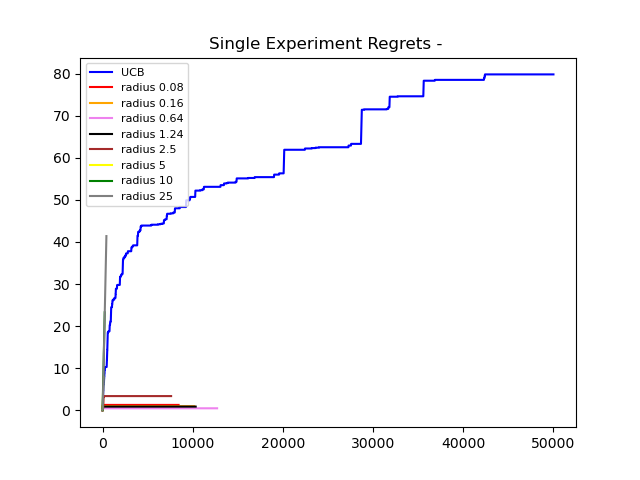 Single Experiment Regrets -
80
70
60
50
40
30
20
10
0
UCB
radius 0.08
radius 0.16
radius 0.64
radius 1.24
radius 2.5
radius 5
radius 10
radius 25
0 10000 20000 30000 40000 50000